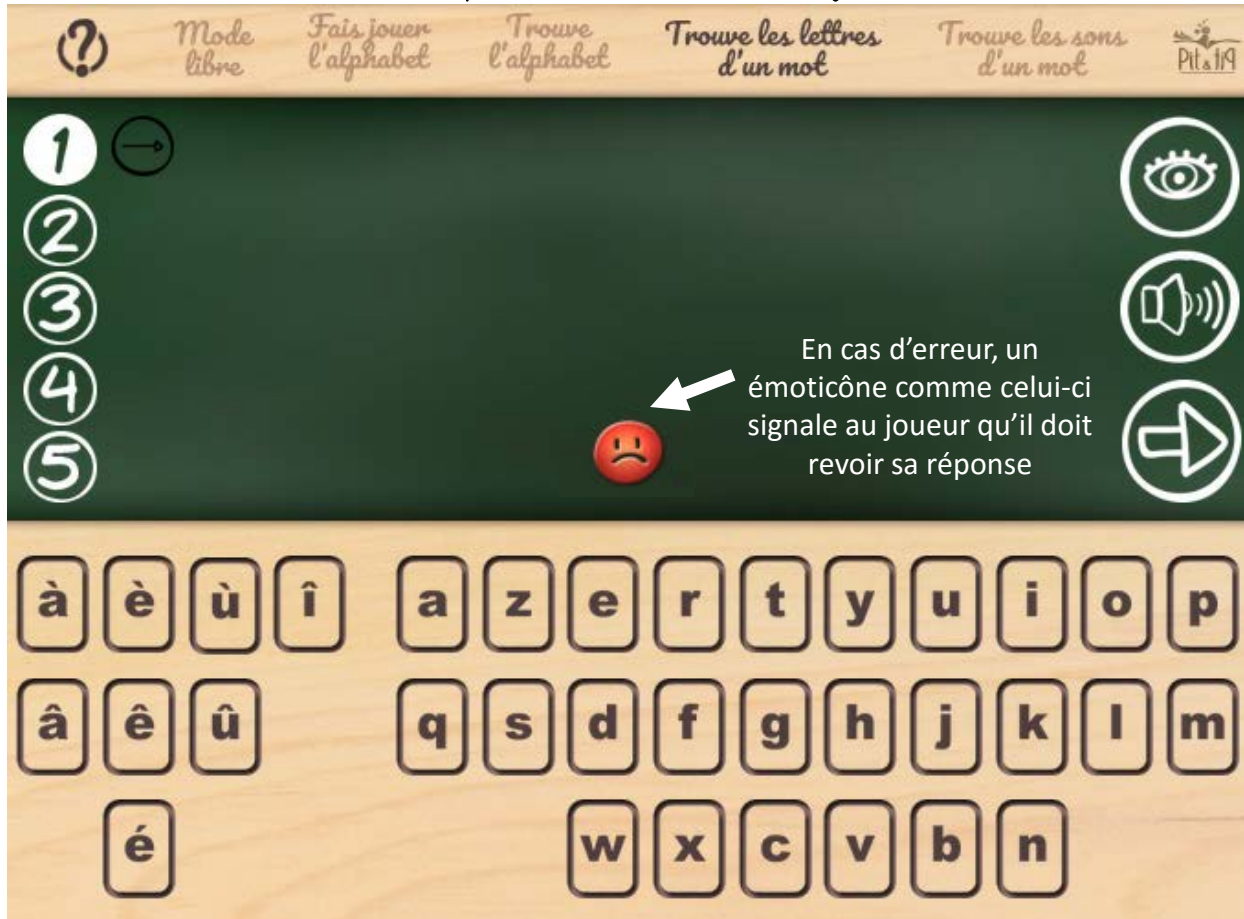 ?
Mode
libre
Fais jouer
l'alphabet
Trouve
l'alphabet
Trouve les lettres
d'un mot
Trouve les sons
d'un mot
Pit &
1
2
3
4
5
En cas d’erreur, un
émoticône comme celui-ci
signale au joueur qu’il doit
revoir sa réponse
à è ù î a z e r t y u i o p
â ê û q s d f g h j k l m
é w x c v b n